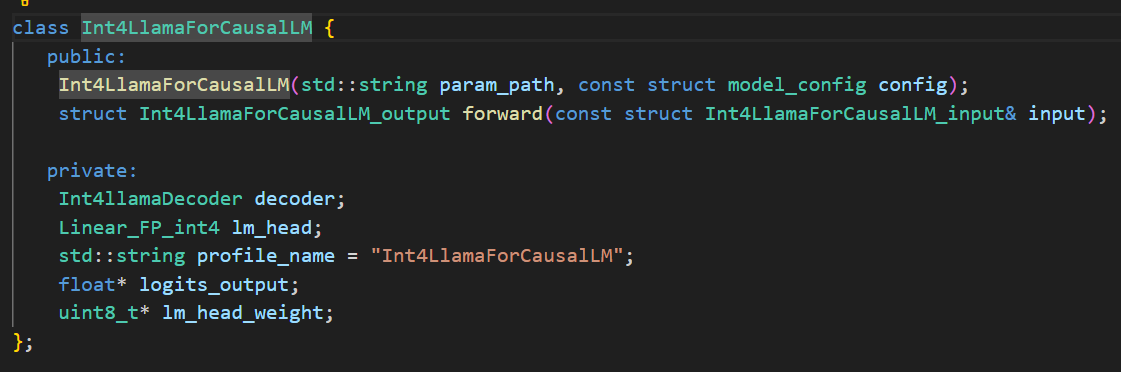 class Int4LlamaForCausalLM {
public:
Int4LlamaForCausalLM(std::string param_path, const struct model_config config);
struct Int4LlamaForCausalLM_output forward(const struct Int4LlamaForCausalLM_input& input);
private:
Int4llamaDecoder decoder;
Linear_FP_int4 lm_head;
std::string profile_name = "Int4LlamaForCausalLM";
float* logits_output;
uint8_t* lm_head_weight;
};